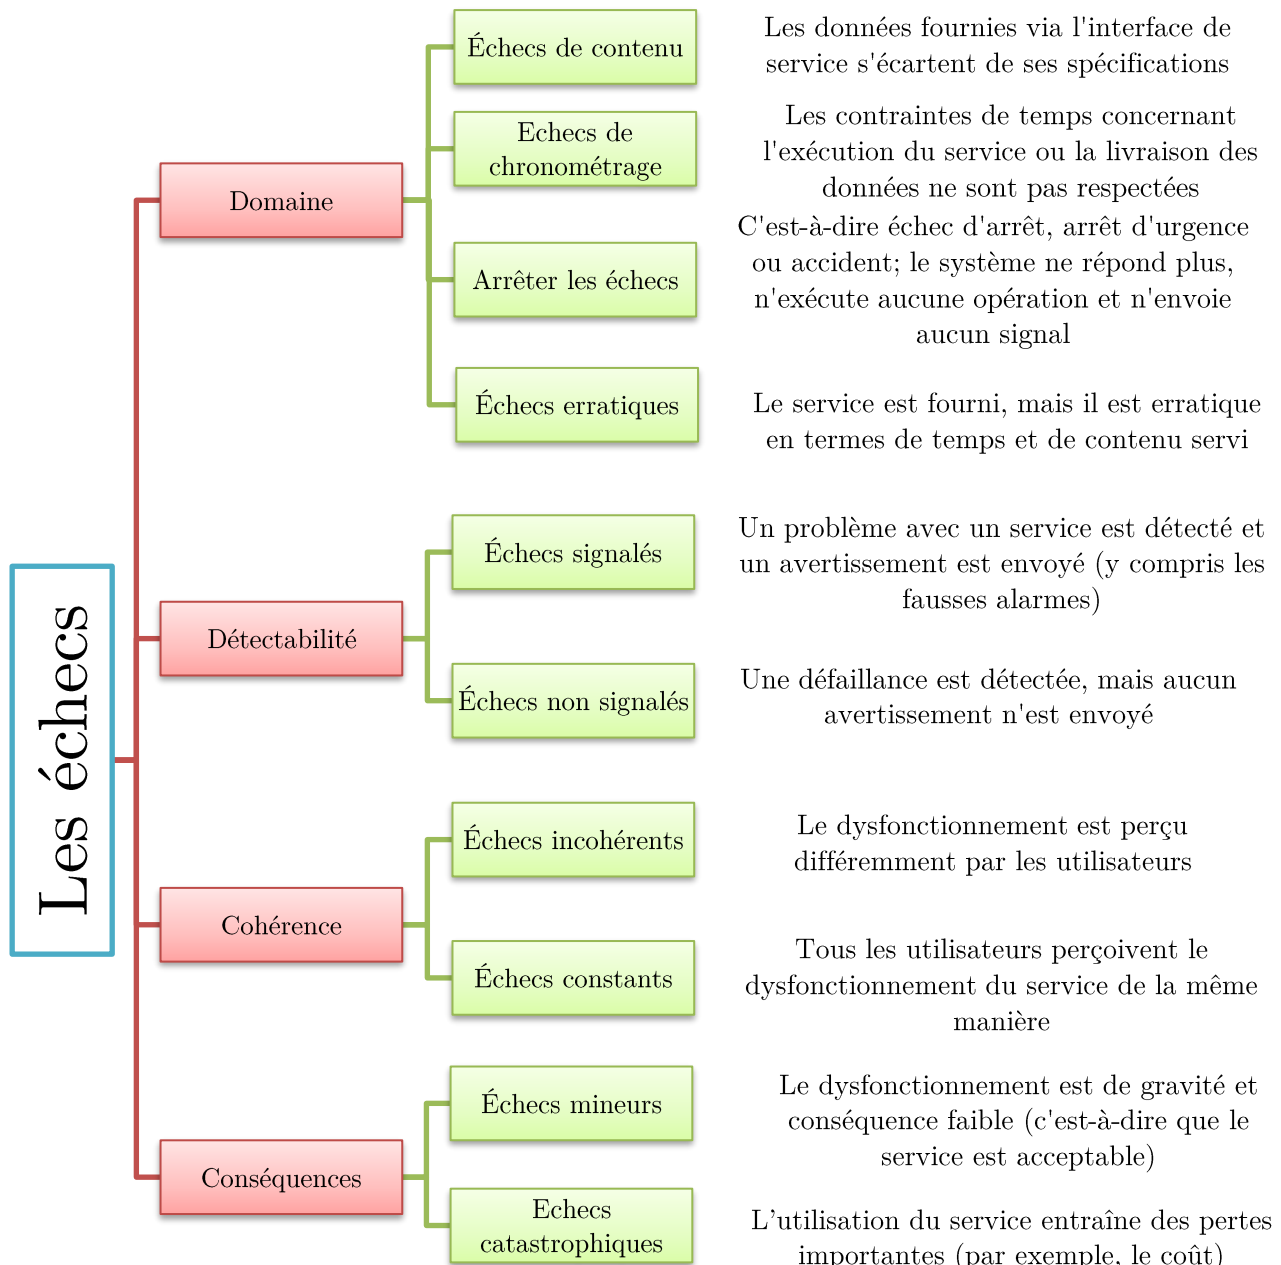 Les échecs
Domaine
Échecs de contenu
Les données fournies via l'interface de
service s'écartent de ses spécifications
Echecs de
chronométrage
Les contraintes de temps concernant
l'exécution du service ou la livraison des
données ne sont pas respectées
Arrêter les échecs
C'est-à-dire échec d'arrêt, arrêt d'urgence
ou accident; le système ne répond plus,
n'exécute aucune opération et n'envoie
aucun signal
Échecs erratiques
Le service est fourni, mais il est erratique
en termes de temps et de contenu servi
Détectabilité
Échecs signalés
Un problème avec un service est détecté et
un avertissement est envoyé (y compris les
fausses alarmes)
Échecs non signalés
Une défaillance est détectée, mais aucun
avertissement n'est envoyé
Cohérence
Échecs incohérents
Le dysfonctionnement est perçu
différemment par les utilisateurs
Échecs constants
Tous les utilisateurs perçoivent le
dysfonctionnement du service de la même
manière
Conséquences
Échecs mineurs
Le dysfonctionnement est de gravité et
conséquence faible (c'est-à-dire que le
service est acceptable)
Echecs
catastrophiques
L'utilisation du service entraîne des pertes
importantes (par exemple, le coût)